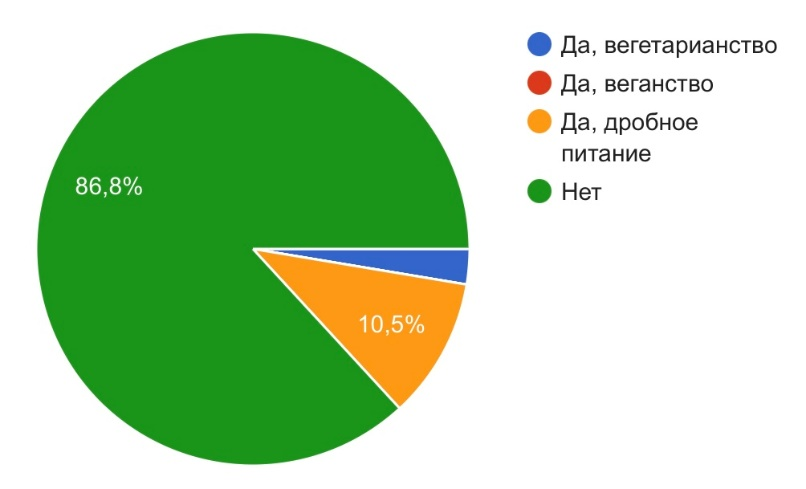 Да, вегетарианство
Да, веганство
Да, дробное
питание
Нет
86,8%
10,5%